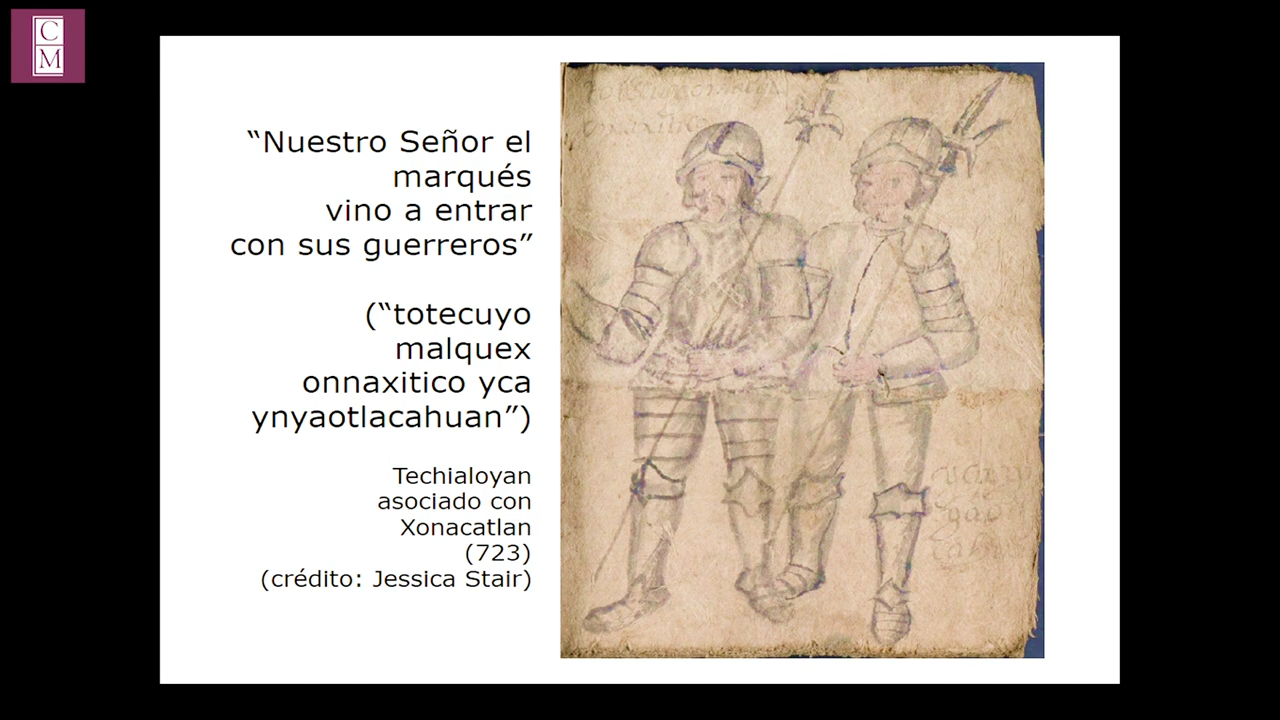 C
M
“Nuestro Señor el
marqués
vino a entrar
con sus guerreros”
(“totecuyo
malquex
onnaxitico yca
ynyaotlacahuan”)
Techialoyan
asociado con
Xonacatlan
(723)
(crédito: Jessica Stair)